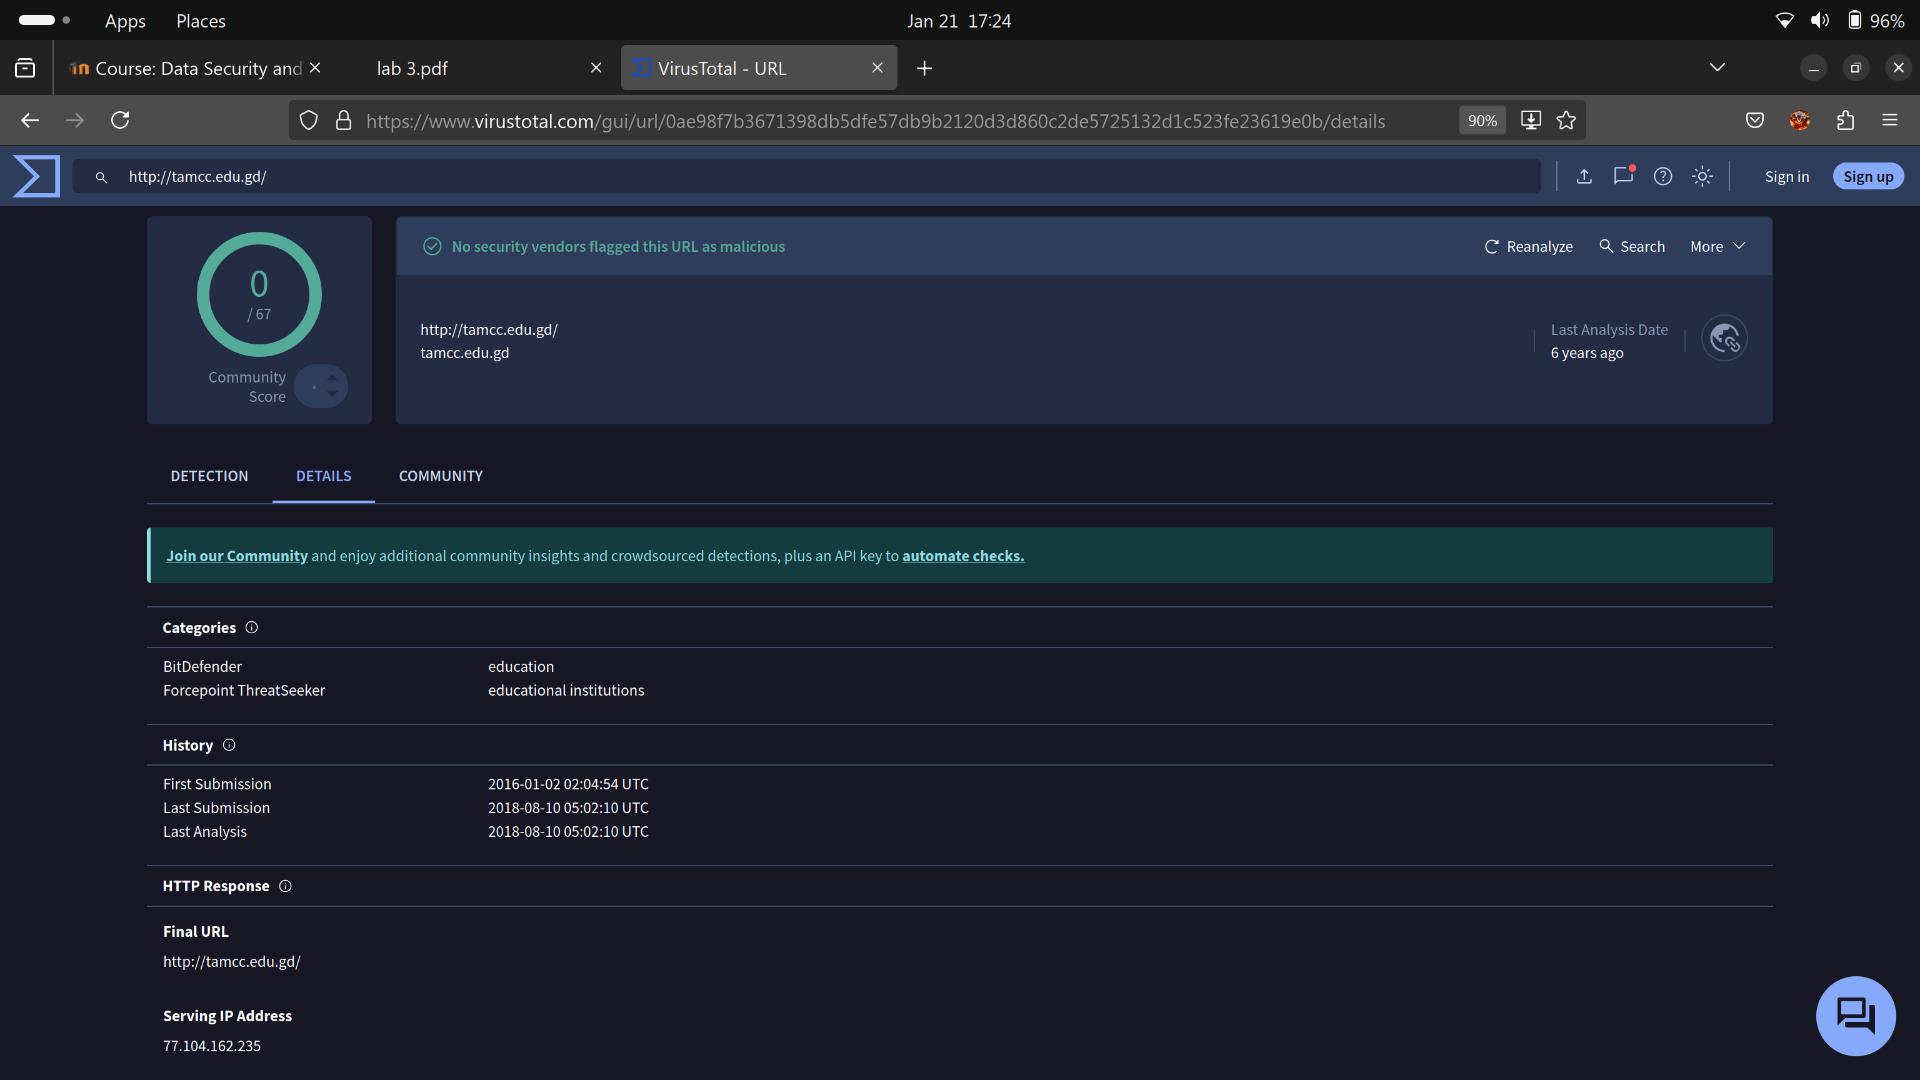 Apps Places Jan 21 17:24 96%
Course: Data Security and lab 3.pdf VirusTotal - URL
https://www.virustotal.com/gui/url/0ae98f7b3671398db5dfe57db9b2120d3d860c2de5725132d1c523fe23619e0b/details 90%
http://tamcc.edu.gd/ Sign in Sign up
0
/ 67
Community
Score
No security vendors flagged this URL as malicious Reanalyze Search More
http://tamcc.edu.gd/
tamcc.edu.gd
Last Analysis Date
6 years ago
DETECTION DETAILS COMMUNITY
Join our Community and enjoy additional community insights and crowdsourced detections, plus an API key to automate checks.
Categories
BitDefender education
Forcepoint ThreatSeeker educational institutions
History
First Submission 2016-01-02 02:04:54 UTC
Last Submission 2018-08-10 05:02:10 UTC
Last Analysis 2018-08-10 05:02:10 UTC
HTTP Response
Final URL
http://tamcc.edu.gd/
Serving IP Address
77.104.162.235